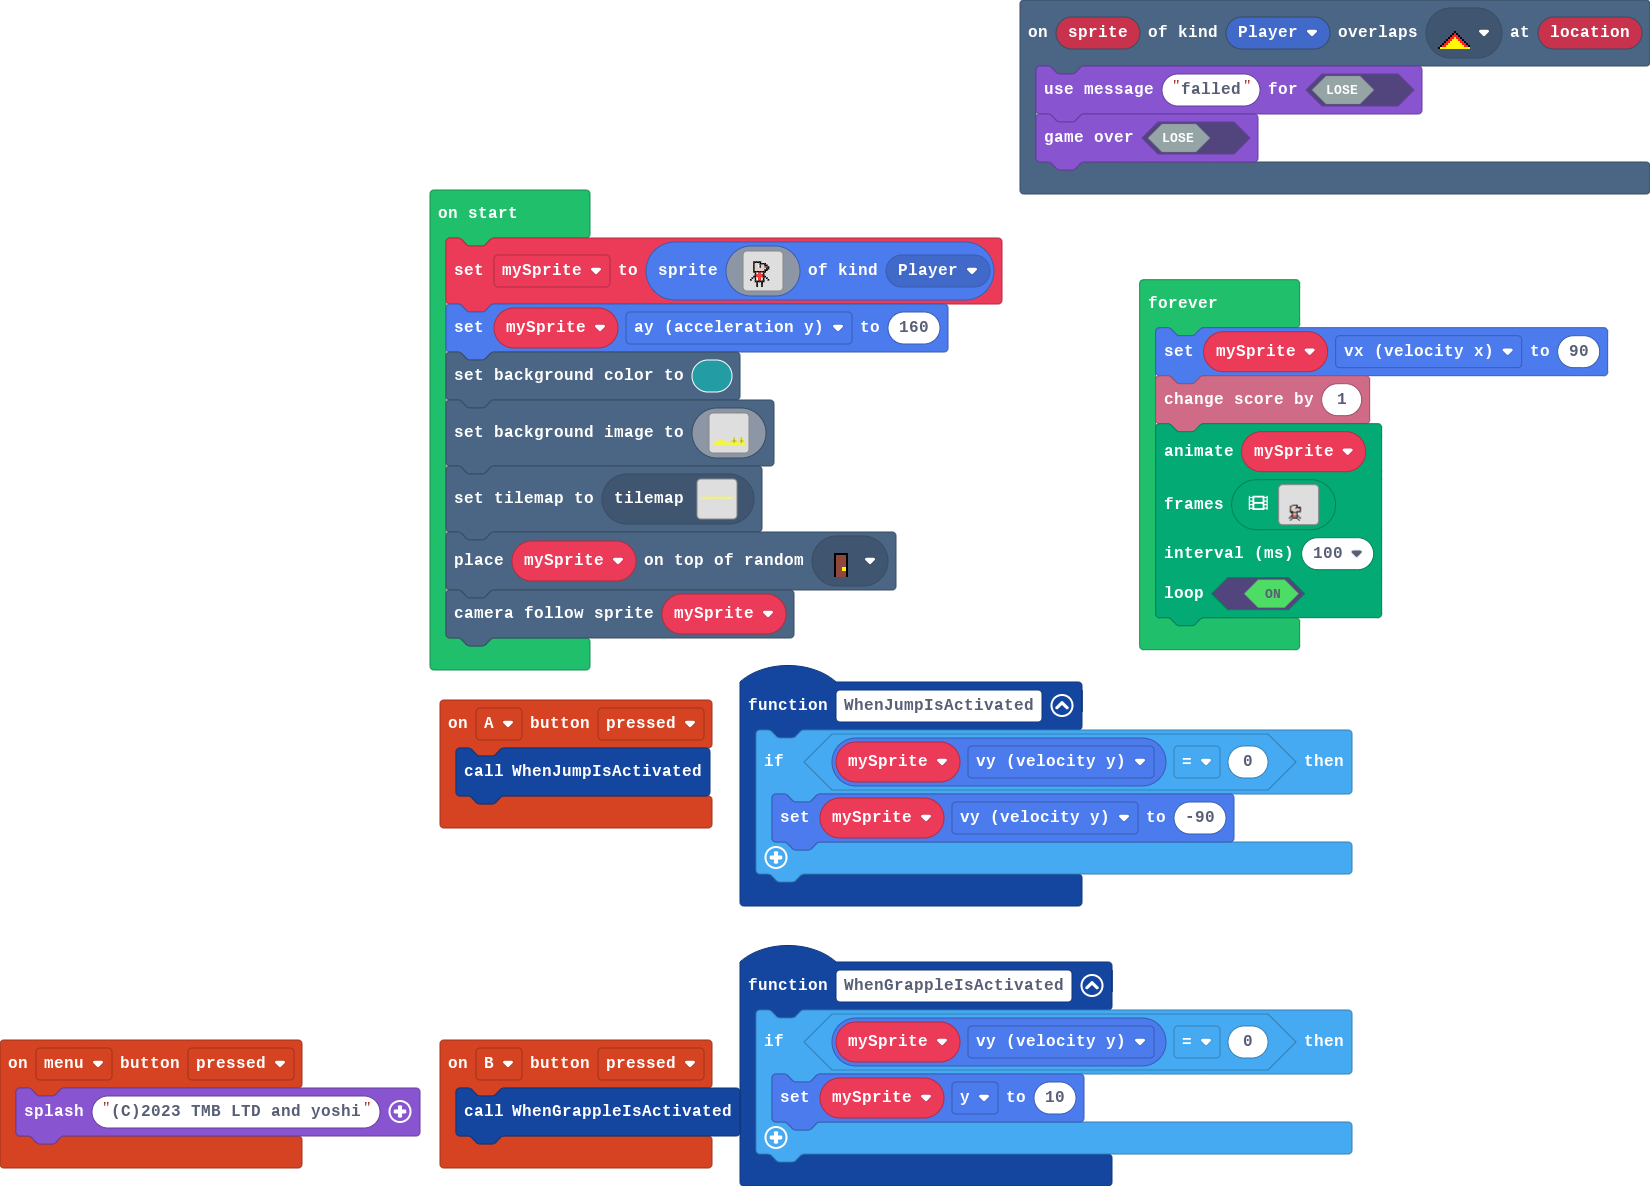 on sprite of kind Player overlaps at location
use message "falled" for LOSE
game over LOSE
on start
set mySprite to sprite of kind Player
set mySprite ay (acceleration y) to 160
set background color to
set background image to
set tilemap to tilemap
place mySprite on top of random
camera follow sprite mySprite
forever
set mySprite vx (velocity x) to 90
change score by 1
animate mySprite
frames
interval (ms) 100
loop ON
on A button pressed
call WhenJumpIsActivated
function WhenJumpIsActivated
if mySprite vy (velocity y) = 0 then
set mySprite vy (velocity y) to -90
on menu button pressed
splash "(C)2023 TMB LTD and yoshi"
on B button pressed
call WhenGrappleIsActivated
function WhenGrappleIsActivated
if mySprite vy (velocity y) = 0 then
set mySprite y to 10